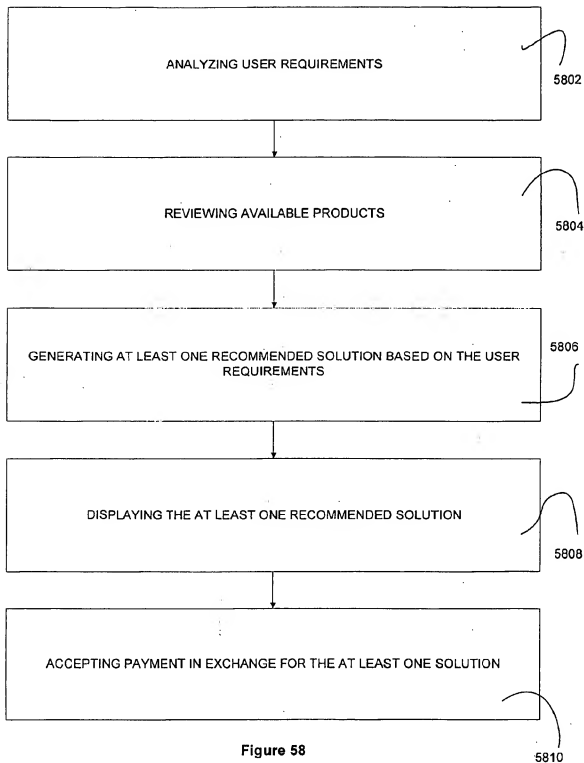 ANALYZING USER REQUIREMENTS
5802
REVIEWING AVAILABLE PRODUCTS
5804
GENERATING AT LEAST ONE RECOMMENDED SOLUTION BASED ON THE USER
REQUIREMENTS
5806
DISPLAYING THE AT LEAST ONE RECOMMENDED SOLUTION
5808
ACCEPTING PAYMENT IN EXCHANGE FOR THE AT LEAST ONE SOLUTION
5810
Figure 58